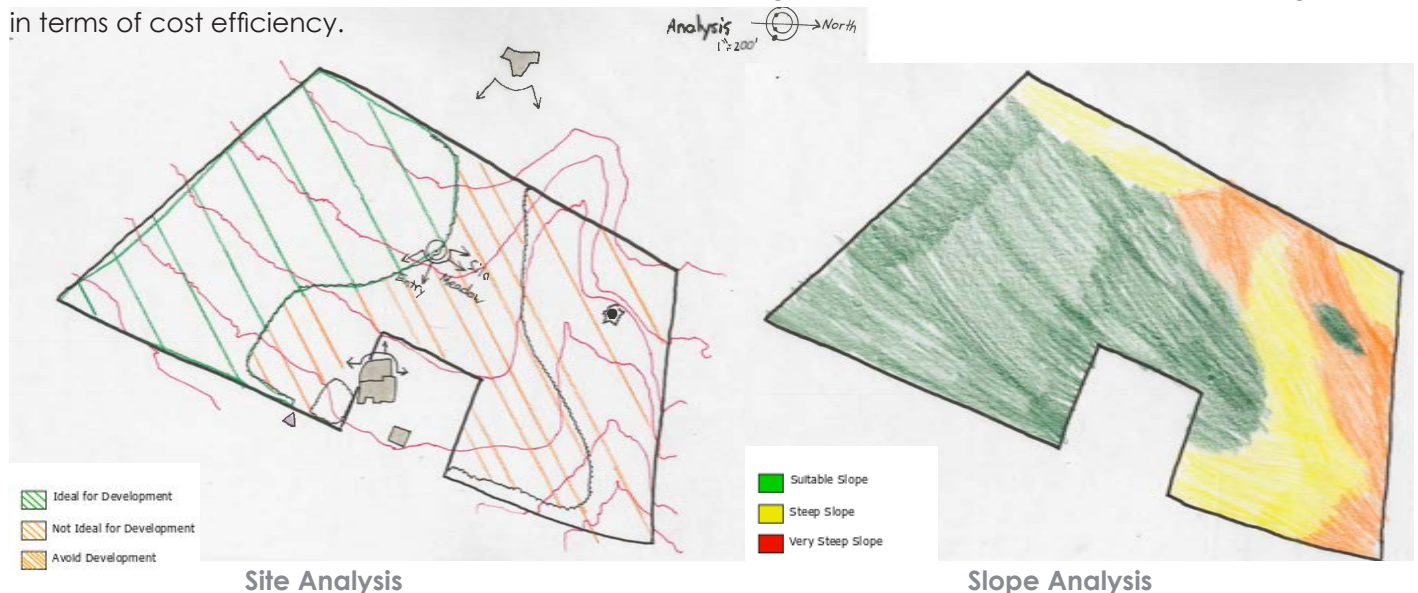 in terms of cost efficiency.
Analysis
1"=200'
North
Silo
Entry
Meadow
Ideal for Development
Not Ideal for Development
Avoid Development
Suitable Slope
Steep Slope
Very Steep Slope
Site Analysis
Slope Analysis